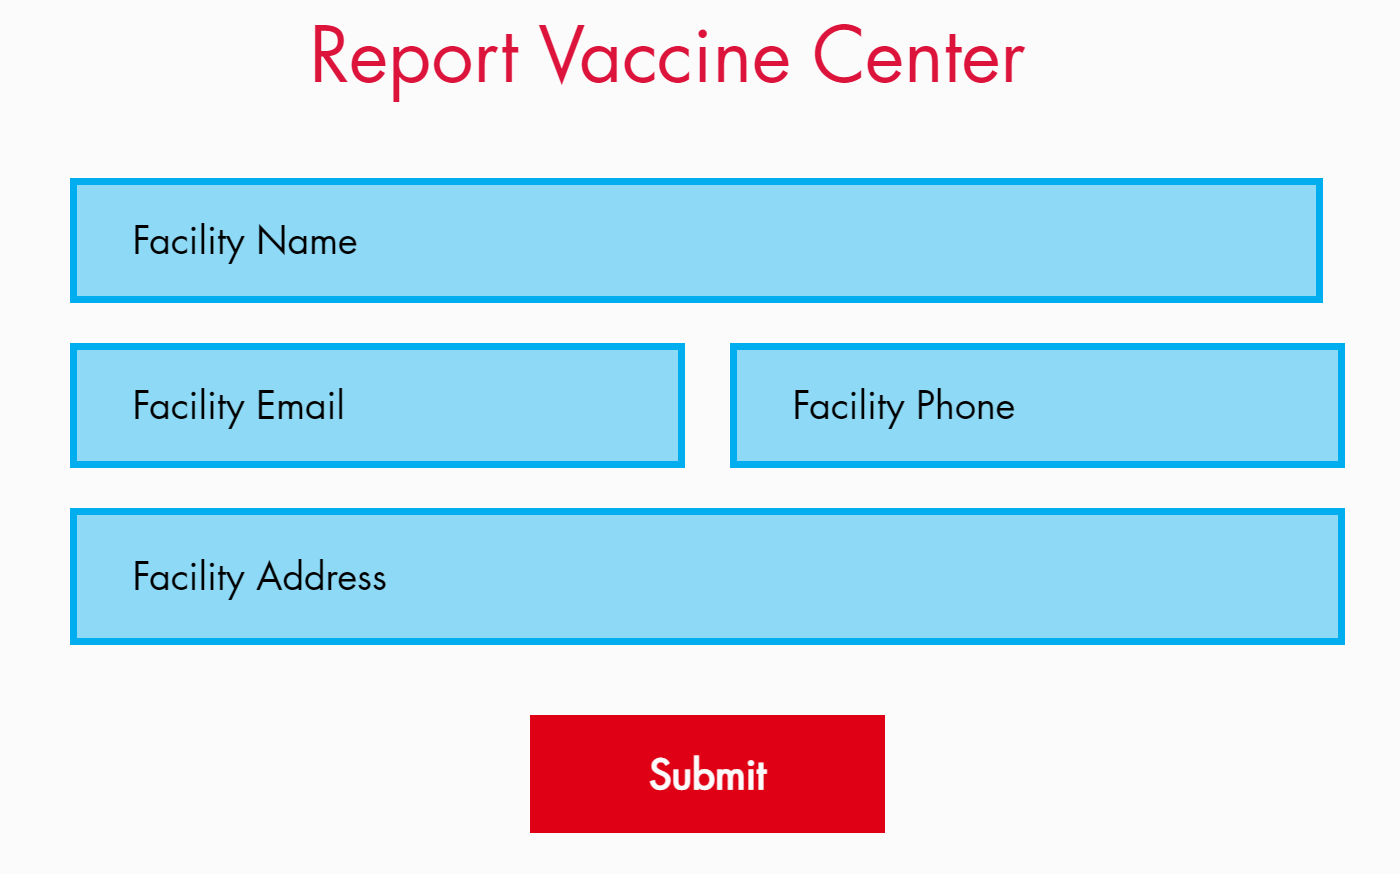 Report Vaccine Center
Facility Name
Facility Email
Facility Phone
Facility Address
Submit